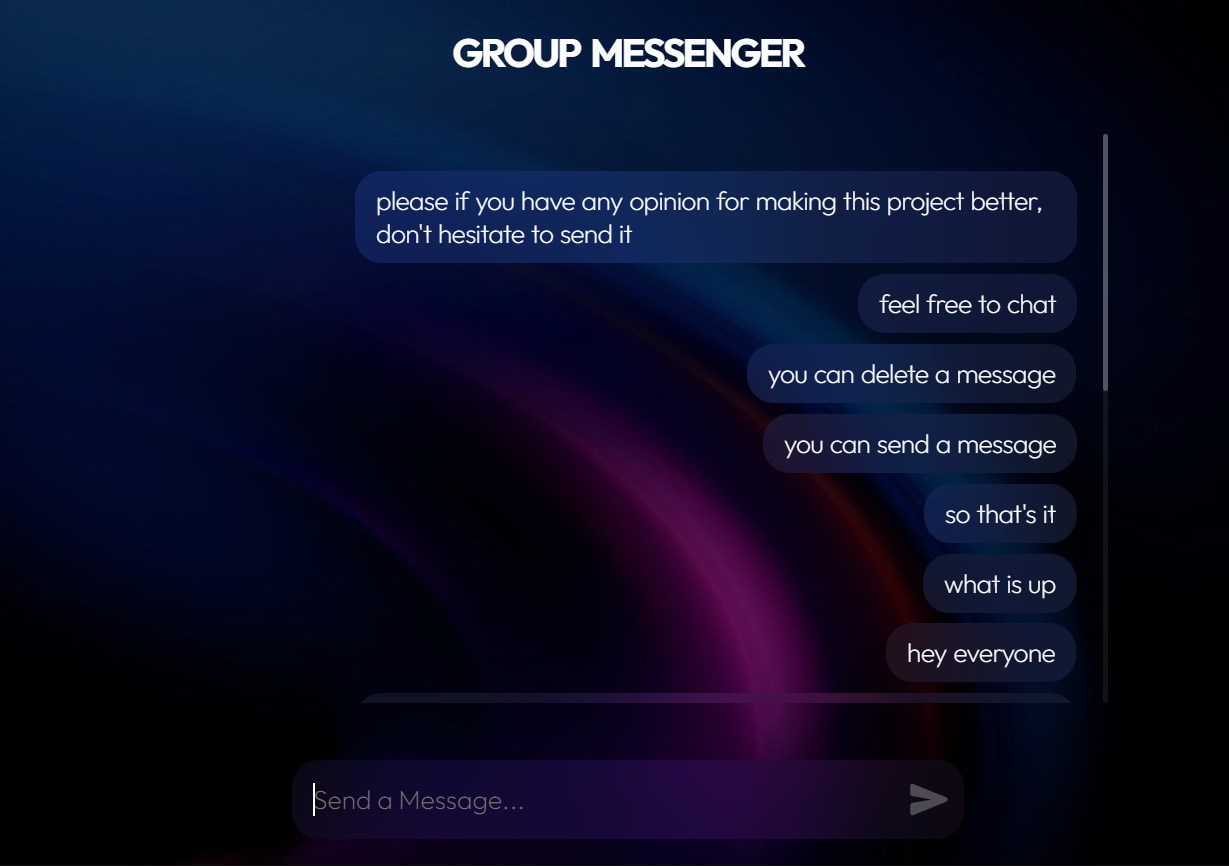 GROUP MESSENGER
please if you have any opinion for making this project better,
don't hesitate to send it
feel free to chat
you can delete a message
you can send a message
so that's it
what is up
hey everyone
Send a Message...